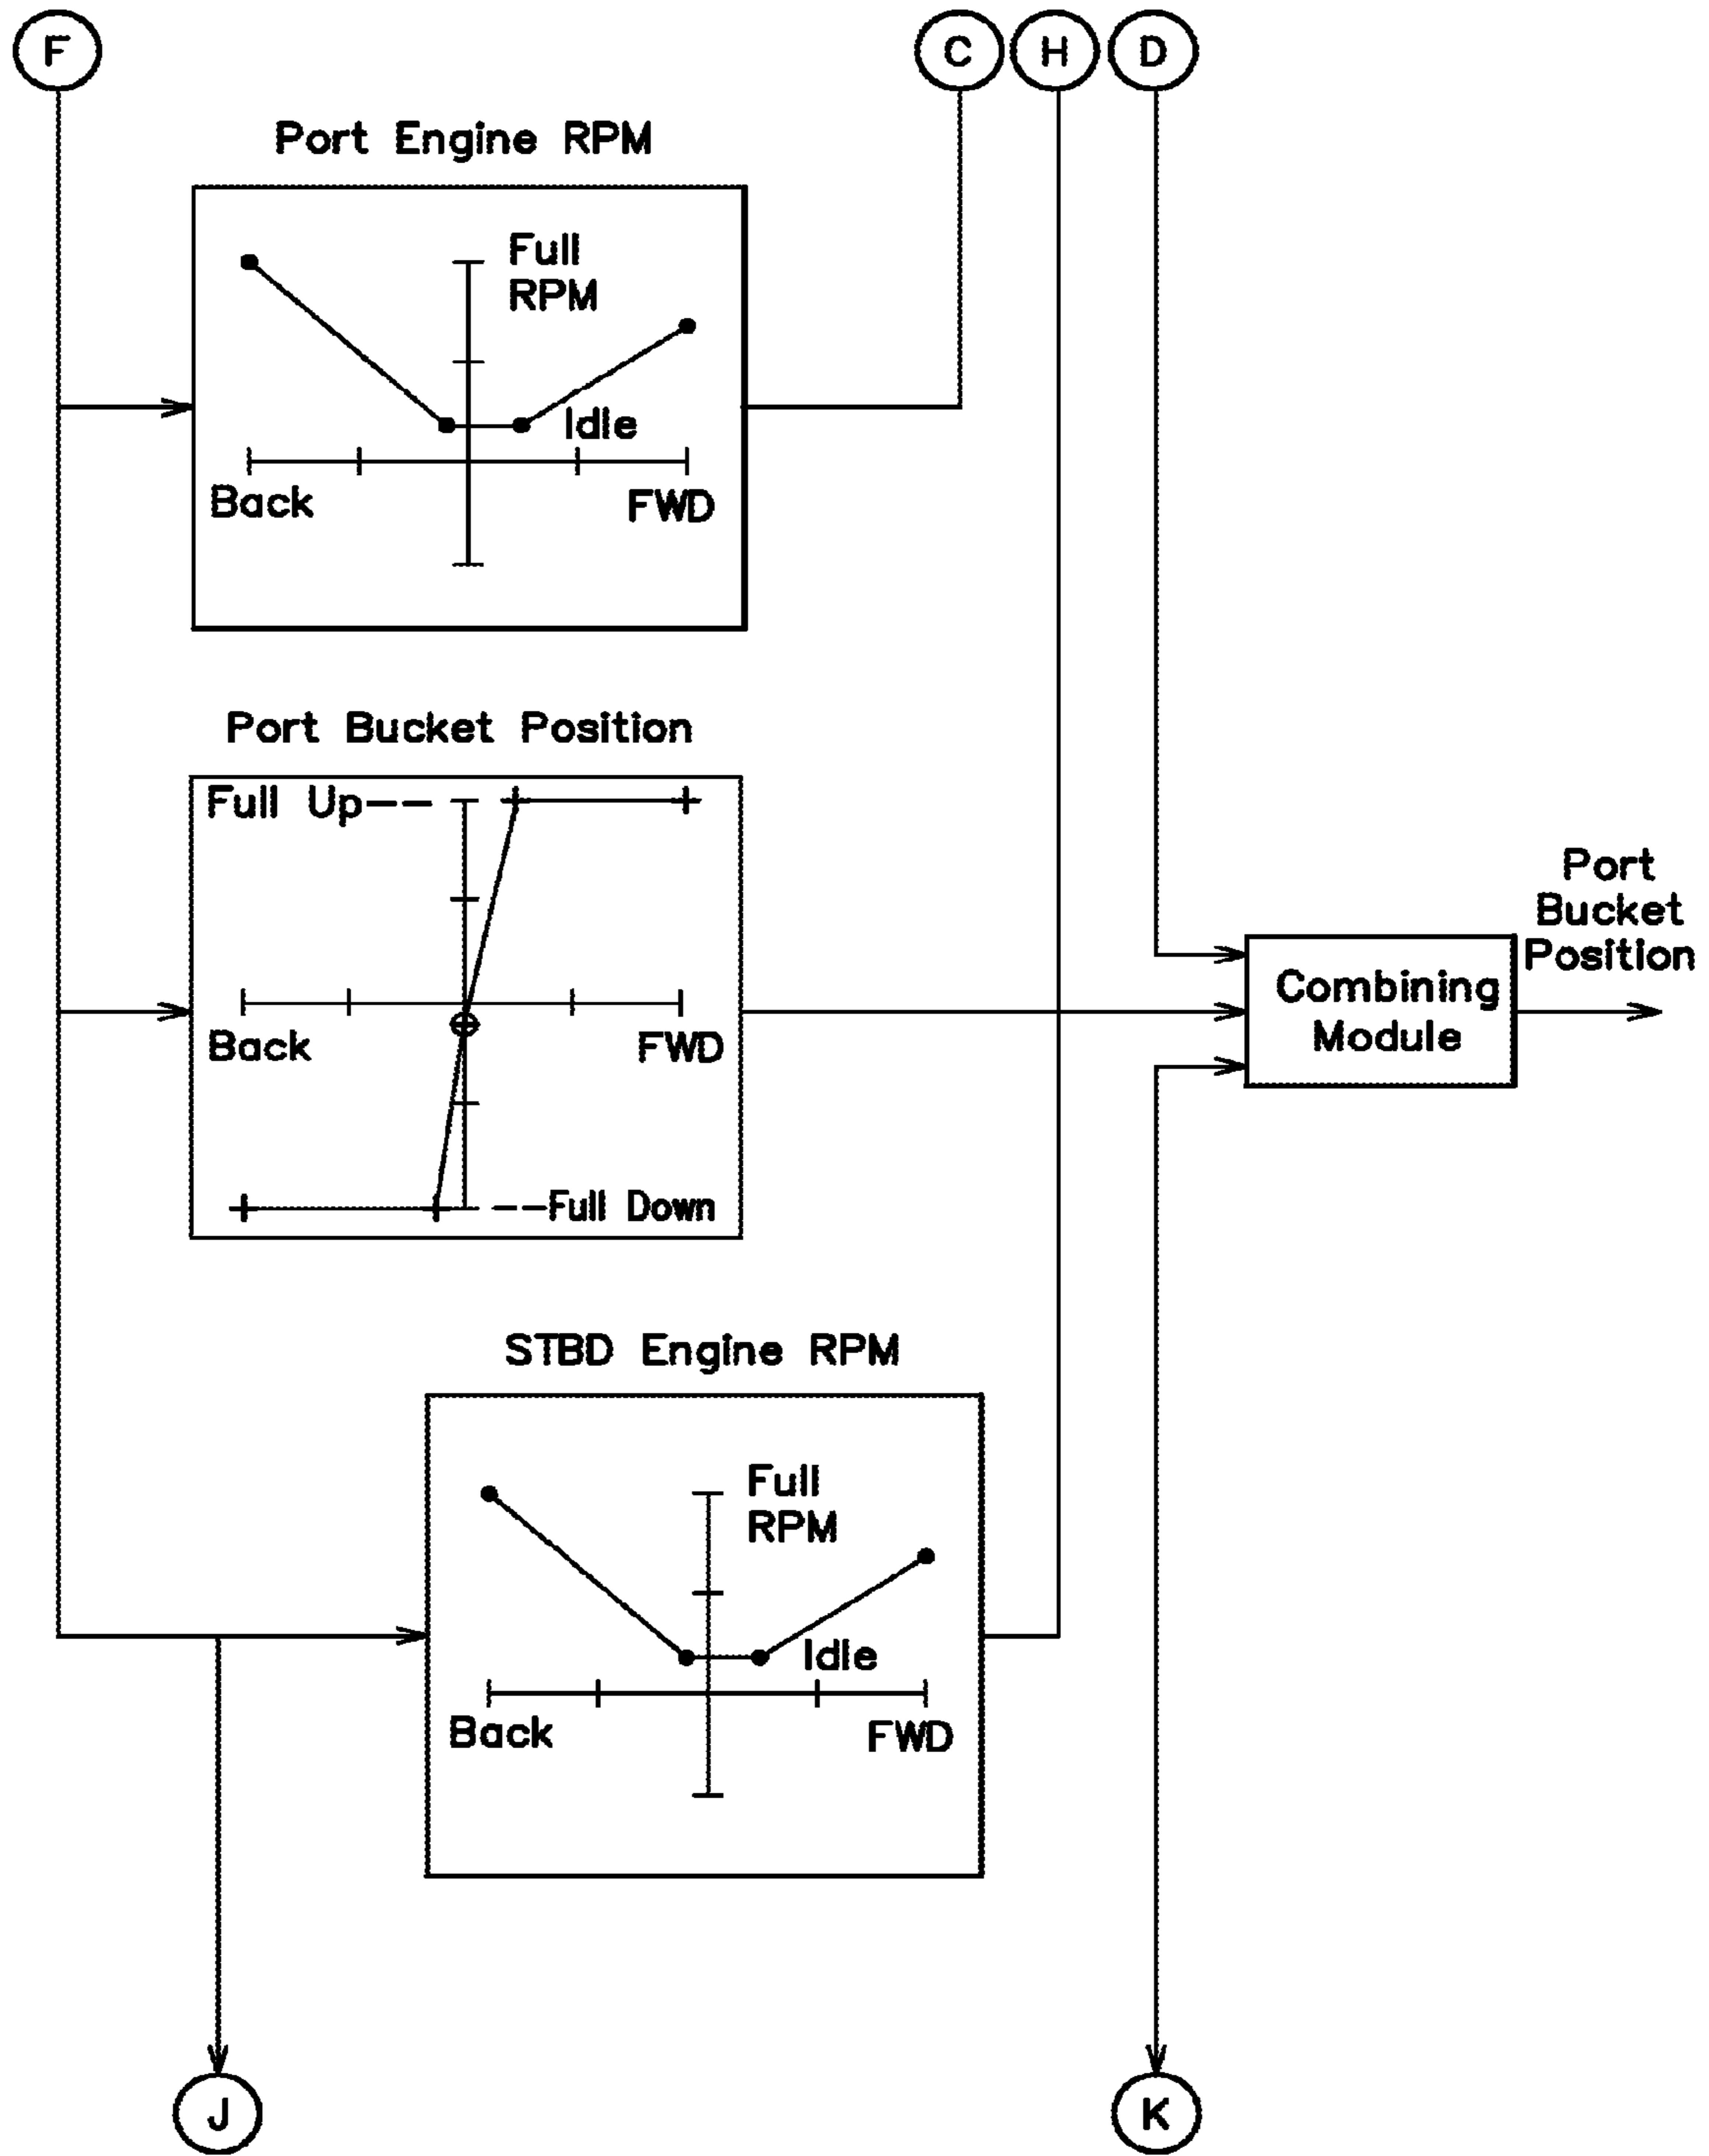 F
C
H
D
Port Engine RPM
Full
RPM
Idle
Back
FWD
Port Bucket Position
Full Up--
Back
FWD
--Full Down
Port
Bucket
Position
Combining
Module
STBD Engine RPM
Full
RPM
Idle
Back
FWD
J
K